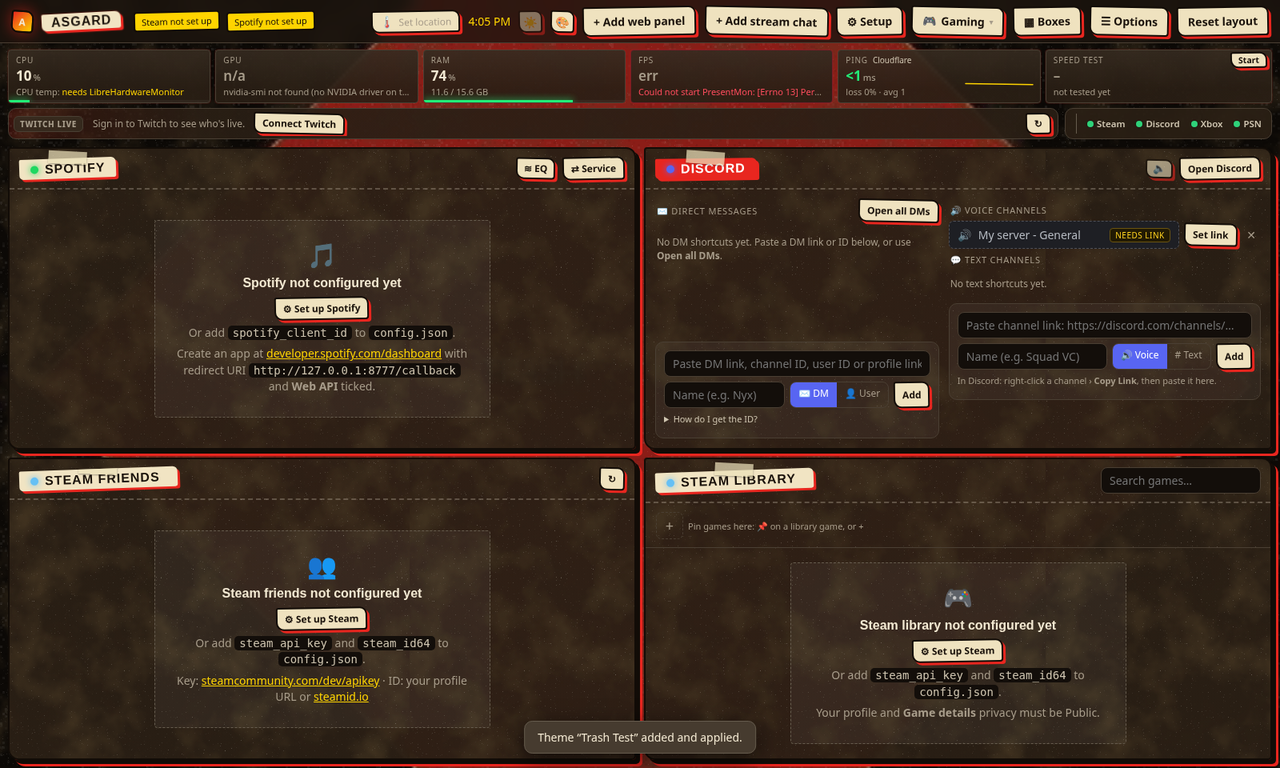 A ASGARD Steam not set up Spotify not set up Set location 4:05 PM + Add web panel + Add stream chat Setup Gaming Boxes Options Reset layout
CPU
10 %
CPU temp: needs LibreHardwareMonitor
GPU
n/a
nvidia-smi not found (no NVIDIA driver on t...
RAM
74 %
11.6 / 15.6 GB
FPS
err
Could not start PresentMon: [Errno 13] Per...
PING Cloudflare
<1 ms
loss 0% · avg 1
SPEED TEST Start
–
not tested yet
TWITCH LIVE Sign in to Twitch to see who's live. Connect Twitch
Steam Discord Xbox PSN
SPOTIFY EQ Service
Spotify not configured yet
Set up Spotify
Or add spotify_client_id to config.json.
Create an app at developer.spotify.com/dashboard with
redirect URI http://127.0.0.1:8777/callback
and Web API ticked.
DISCORD Open Discord
DIRECT MESSAGES Open all DMs
No DM shortcuts yet. Paste a DM link or ID below, or use
Open all DMs.
Paste DM link, channel ID, user ID or profile link
Name (e.g. Nyx) DM User Add
How do I get the ID?
VOICE CHANNELS
My server - General NEEDS LINK Set link ×
TEXT CHANNELS
No text shortcuts yet.
Paste channel link: https://discord.com/channels/...
Name (e.g. Squad VC) Voice # Text Add
In Discord: right-click a channel › Copy Link, then paste it here.
STEAM FRIENDS
Steam friends not configured yet
Set up Steam
Or add steam_api_key and steam_id64 to
config.json.
Key: steamcommunity.com/dev/apikey · ID: your profile
URL or steamid.io
STEAM LIBRARY Search games...
+ Pin games here: 📌 on a library game, or +
Steam library not configured yet
Set up Steam
Or add steam_api_key and steam_id64 to
config.json.
Your profile and Game details privacy must be Public.
Theme “Trash Test” added and applied.